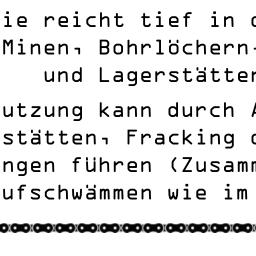 ie reicht tief in d
Minen, Bohrlöchern
und Lagerstätten
utzung kann durch A
stätten, Fracking
ngen führen (Zusamm
ufschwämmen wie im